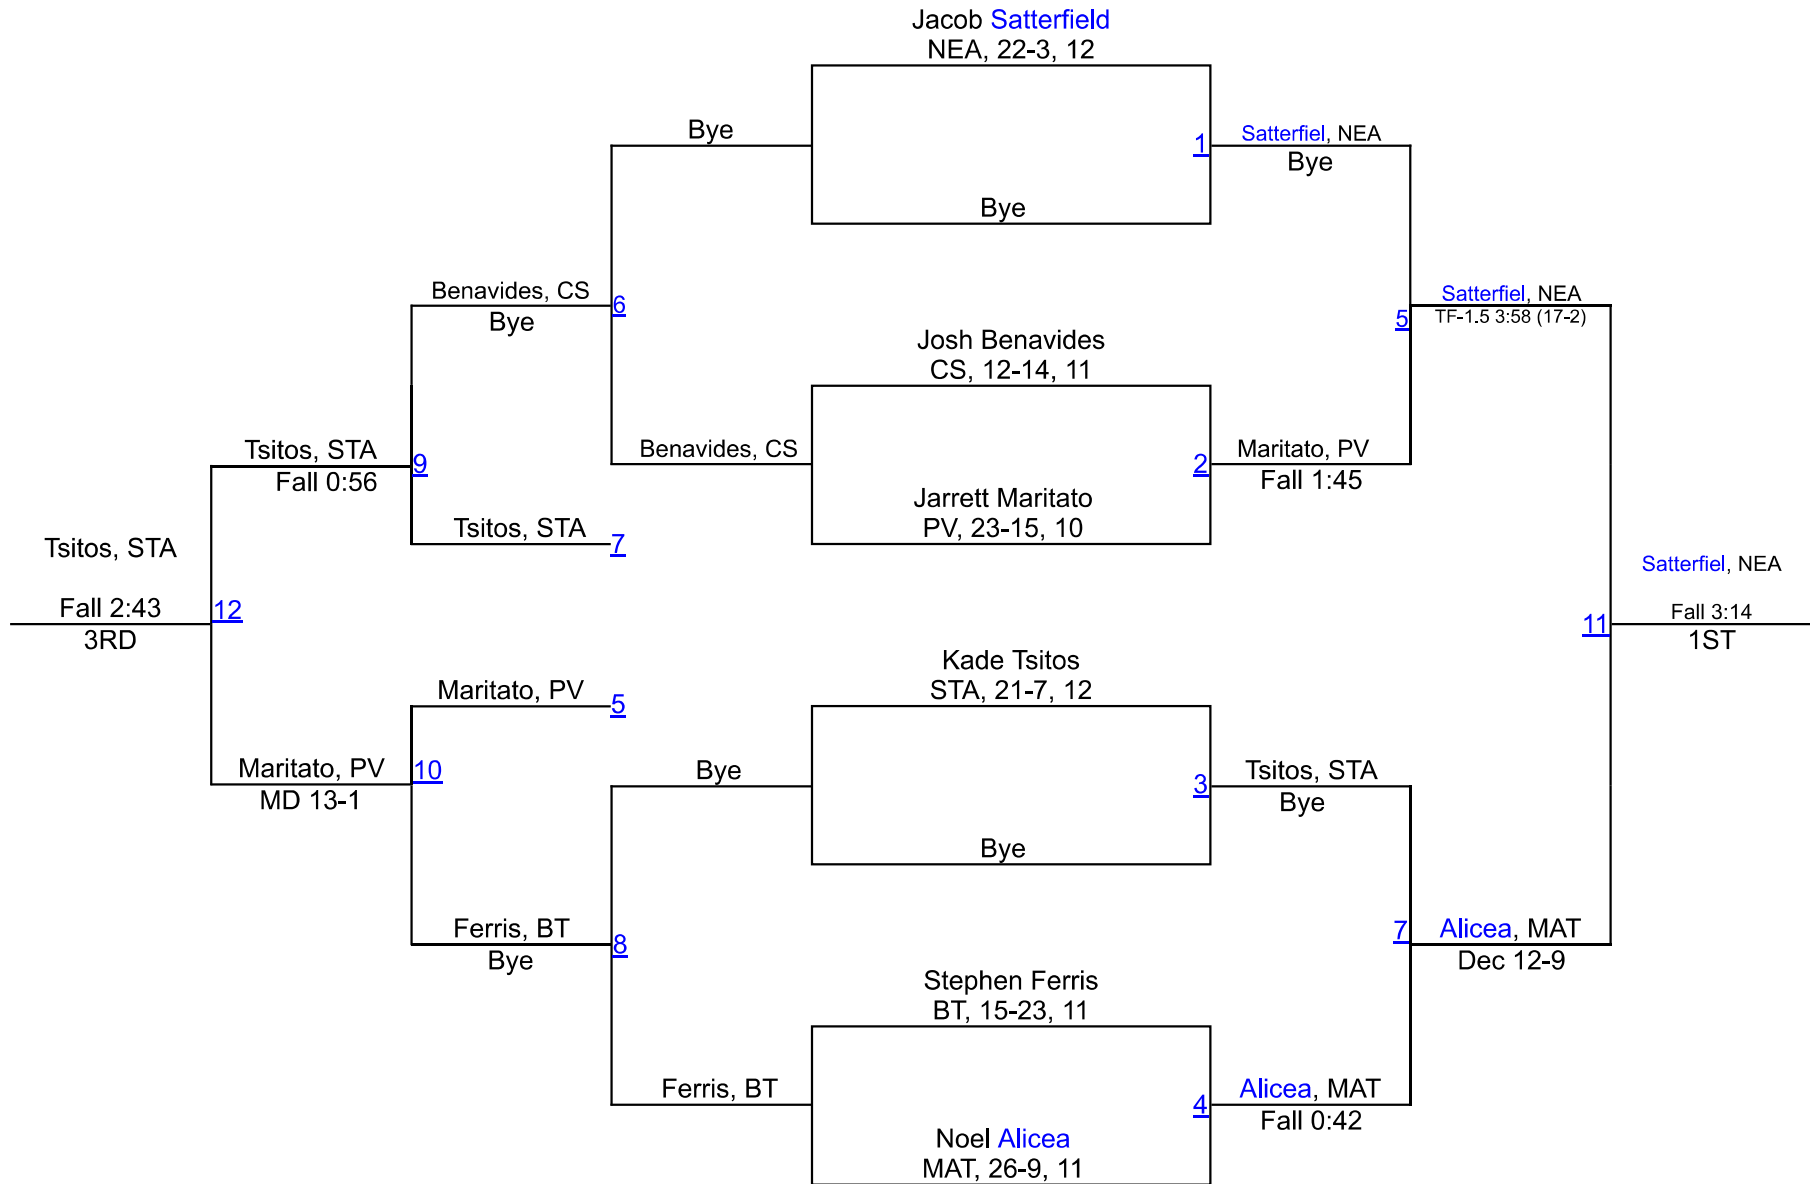 Jacob Satterfield
NEA, 22-3, 12
Bye
1
Satterfiel, NEA
Bye
Bye
Benavides, CS
Bye
6
Satterfiel, NEA
TF-1.5 3:58 (17-2)
5
Josh Benavides
CS, 12-14, 11
Tsitos, STA
Fall 0:56
9
Benavides, CS
2
Maritato, PV
Fall 1:45
Jarrett Maritato
PV, 23-15, 10
Tsitos, STA
7
Tsitos, STA
Fall 2:43
3RD
12
Satterfiel, NEA
Fall 3:14
1ST
11
Kade Tsitos
STA, 21-7, 12
Maritato, PV
5
Maritato, PV
MD 13-1
10
Bye
3
Tsitos, STA
Bye
Bye
Ferris, BT
Bye
8
7
Alicea, MAT
Dec 12-9
Stephen Ferris
BT, 15-23, 11
Ferris, BT
4
Alicea, MAT
Fall 0:42
Noel Alicea
MAT, 26-9, 11